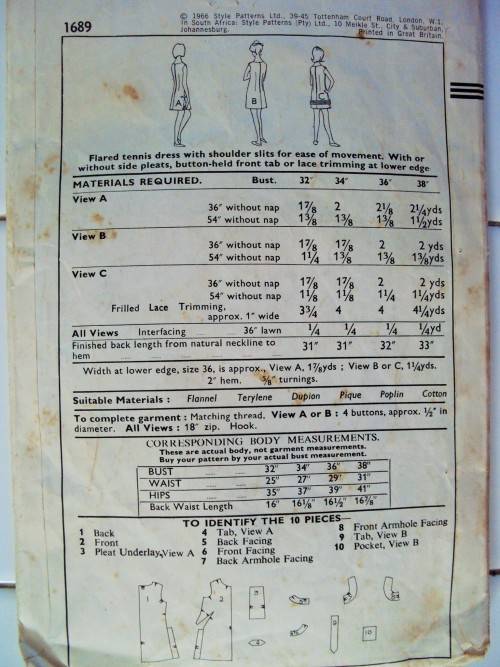 © 1966 Style Patterns Ltd., 39-45 Tottenham Court Road, London, W.1.
In South Africa: Style Patterns (Pty) Ltd., 10 Meikle St., City & Suburban,
Johannesburg. Printed in Great Britain.
1689
A B C
Flared tennis dress with shoulder slits for ease of movement. With or
without side pleats, button-held front tab or lace trimming at lower edge
MATERIALS REQUIRED. Bust. 32" 34" 36" 38"
View A
36" without nap 1⅞ 2 2⅛ 2¼yds
54" without nap 1⅜ 1⅜ 1⅜ 1½yds
View B
36" without nap 1⅞ 1⅞ 2 2 yds
54" without nap 1¼ 1⅜ 1⅜ 1⅜yds
View C
36" without nap 1⅞ 1⅞ 2 2 yds
54" without nap 1⅛ 1⅛ 1¼ 1¼yds
Frilled Lace Trimming,
approx. 1" wide 3¾ 4 4 4¼yds
All Views Interfacing ...... 36" lawn ¼ ¼ ¼ ¼yd
Finished back length from natural neckline to
hem 31" 31" 32" 33"
Width at lower edge, size 36, is approx., View A, 1⅞yds ; View B or C, 1¼yds.
2" hem. ⅝" turnings.
Suitable Materials : Flannel Terylene Dupion Pique Poplin Cotton
To complete garment : Matching thread. View A or B : 4 buttons, approx. ½" in
diameter. All Views : 18" zip. Hook.
CORRESPONDING BODY MEASUREMENTS.
These are actual body, not garment measurements.
Buy your pattern by your actual bust measurement.
BUST 32" 34" 36" 38"
WAIST 25" 27" 29" 31"
HIPS 35" 37" 39" 41"
Back Waist Length 16" 16⅛" 16½" 16⅞"
TO IDENTIFY THE 10 PIECES—
1 Back
2 Front
3 Pleat Underlay, View A
4 Tab, View A
5 Back Facing
6 Front Facing
7 Back Armhole Facing
8 Front Armhole Facing
9 Tab, View B
10 Pocket, View B
1 2 3 4 9 10